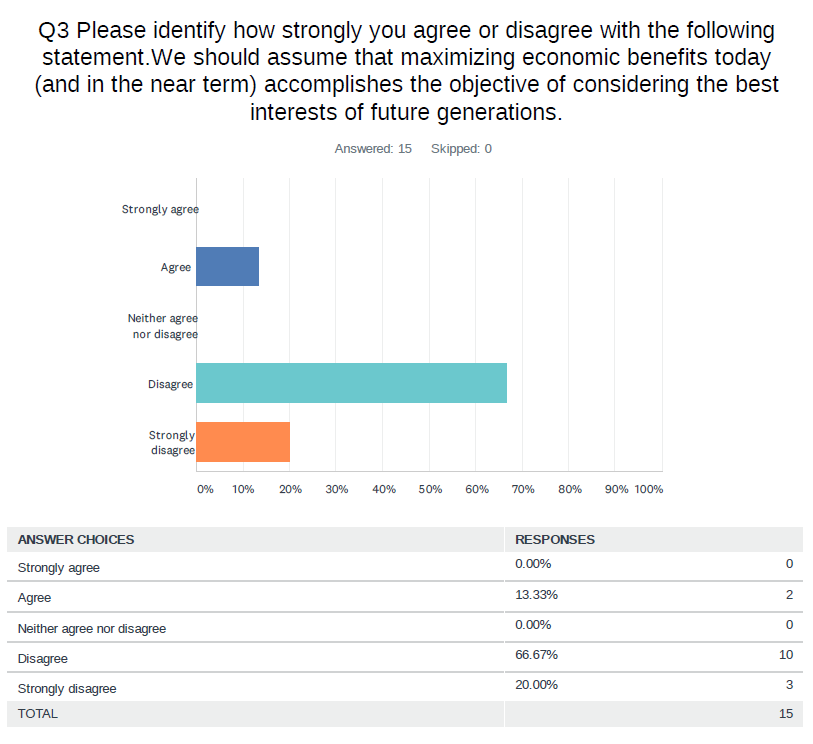 Q3 Please identify how strongly you agree or disagree with the following
statement.We should assume that maximizing economic benefits today
(and in the near term) accomplishes the objective of considering the best
interests of future generations.
Answered: 15 Skipped: 0
Strongly agree
Agree
Neither agree
nor disagree
Disagree
Strongly
disagree
0% 10% 20% 30% 40% 50% 60% 70% 80% 90% 100%
ANSWER CHOICES RESPONSES
Strongly agree 0.00% 0
Agree 13.33% 2
Neither agree nor disagree 0.00% 0
Disagree 66.67% 10
Strongly disagree 20.00% 3
TOTAL 15